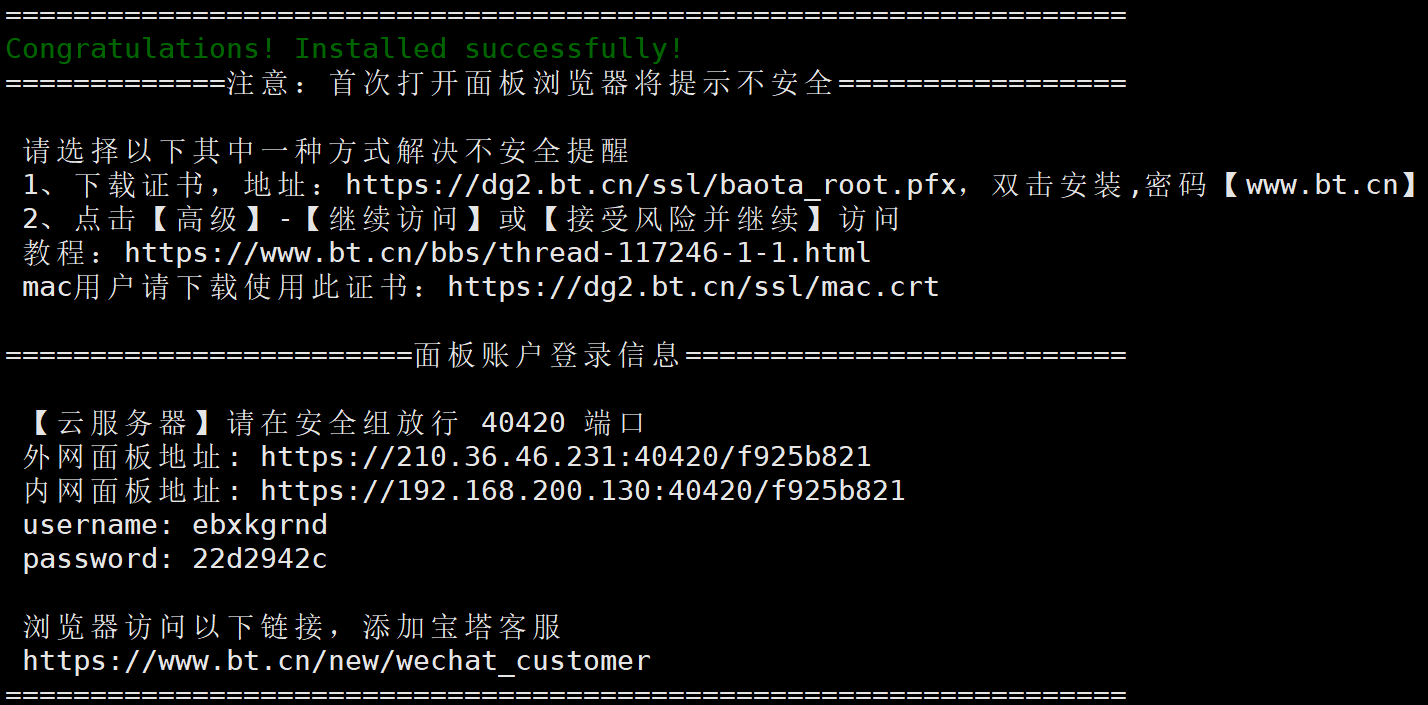 ==================================================================
Congratulations! Installed successfully!
=============注意：首次打开面板浏览器将提示不安全=================
请选择以下其中一种方式解决不安全提醒
1、下载证书，地址：https://dg2.bt.cn/ssl/baota_root.pfx，双击安装,密码【www.bt.cn】
2、点击【高级】-【继续访问】或【接受风险并继续】访问
教程：https://www.bt.cn/bbs/thread-117246-1-1.html
mac用户请下载使用此证书：https://dg2.bt.cn/ssl/mac.crt
========================面板账户登录信息==========================
【云服务器】请在安全组放行 40420 端口
外网面板地址: https://210.36.46.231:40420/f925b821
内网面板地址: https://192.168.200.130:40420/f925b821
username: ebxkgrnd
password: 22d2942c
浏览器访问以下链接，添加宝塔客服
https://www.bt.cn/new/wechat_customer
==================================================================